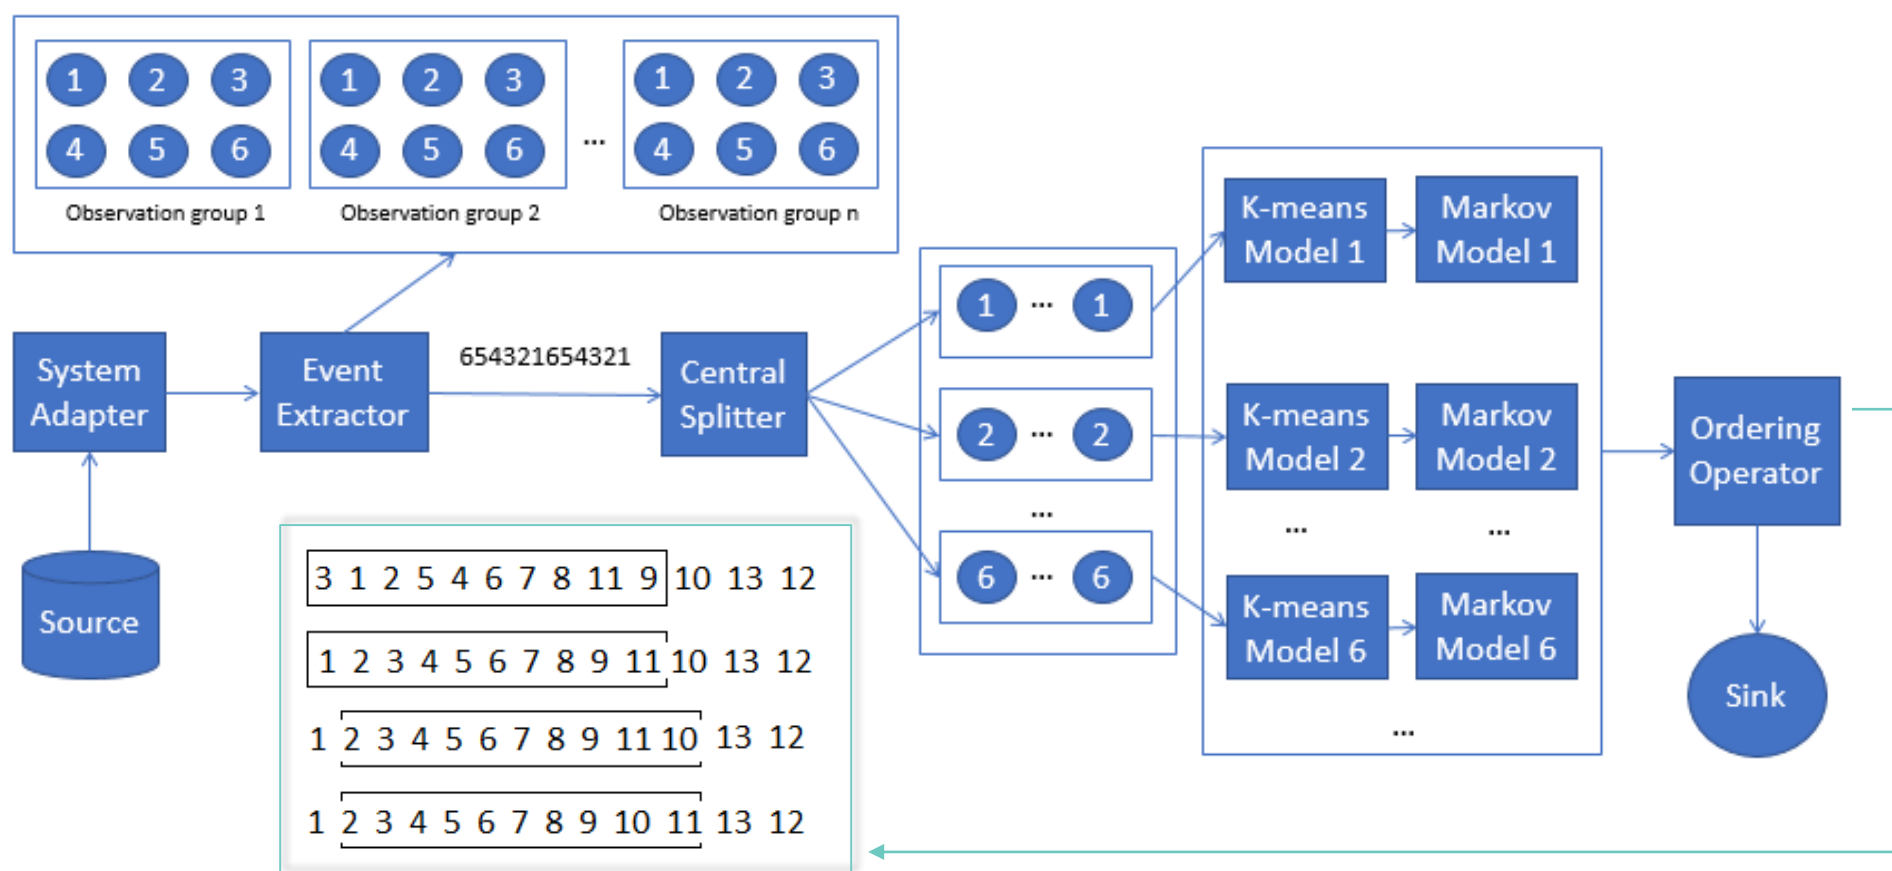 1 2 3
4 5 6
Observation group 1
1 2 3
4 5 6
Observation group 2
...
1 2 3
4 5 6
Observation group n
System
Adapter
Event
Extractor
654321654321
Central
Splitter
Source
1 ... 1
2 ... 2
...
6 ... 6
K-means
Model 1
Markov
Model 1
K-means
Model 2
Markov
Model 2
...
...
K-means
Model 6
Markov
Model 6
...
Ordering
Operator
Sink
3 1 2 5 4 6 7 8 11 9 10 13 12
1 2 3 4 5 6 7 8 9 11 10 13 12
1 2 3 4 5 6 7 8 9 11 10 13 12
1 2 3 4 5 6 7 8 9 10 11 13 12